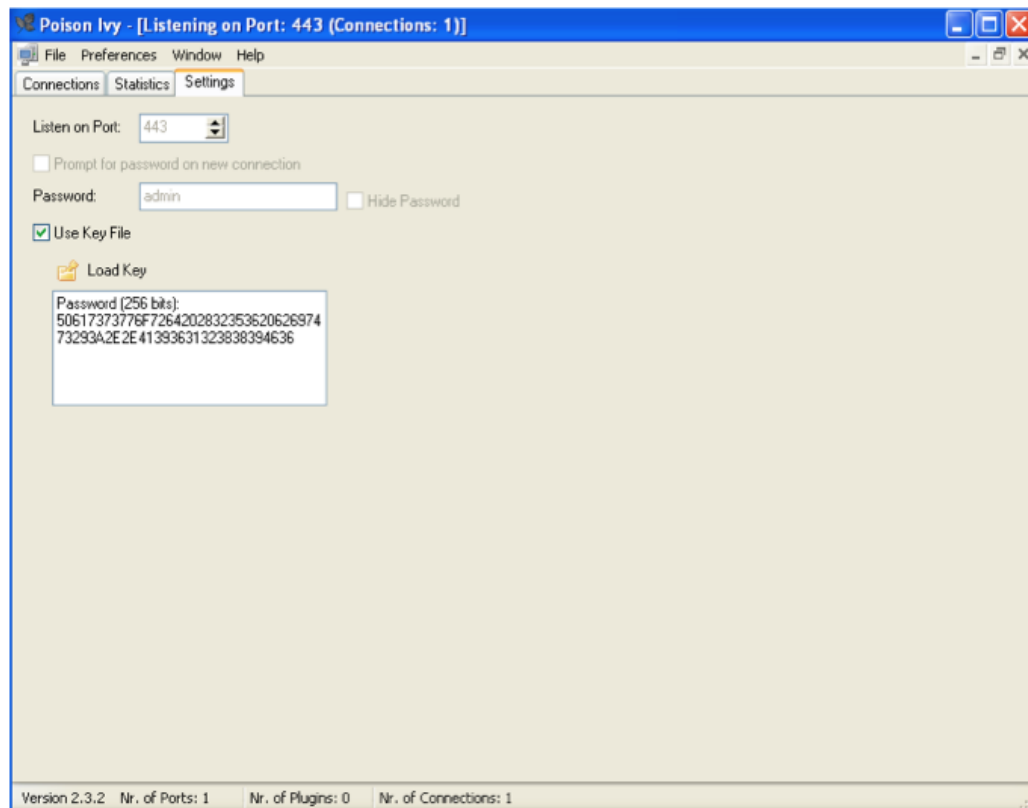 Poison Ivy - [Listening on Port: 443 (Connections: 1)]
File Preferences Window Help
Connections Statistics Settings
Listen on Port: 443
Prompt for password on new connection
Password: admin Hide Password
Use Key File
Load Key
Password (256 bits):
50617373776F7264202832353620626974
73293A2E2E41393631323838394636
Version 2.3.2 Nr. of Ports: 1 Nr. of Plugins: 0 Nr. of Connections: 1